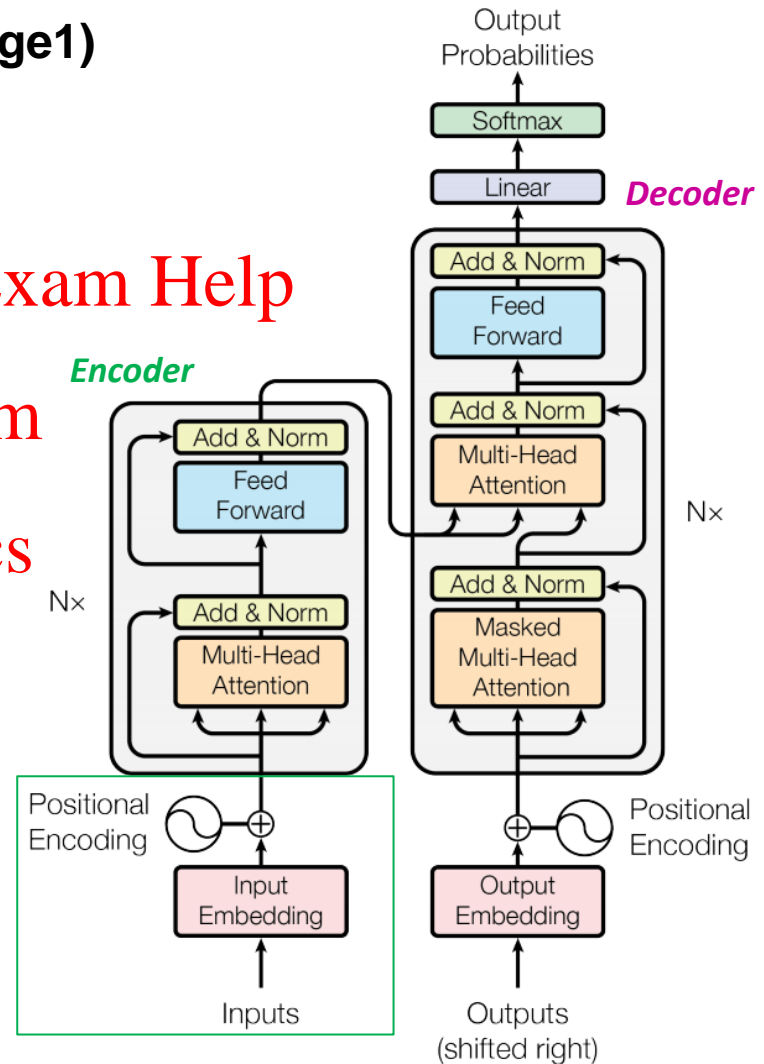 ge1)
xam Help
m
cs
Output
Probabilities
Softmax
Linear
Decoder
Add & Norm
Feed
Forward
Add & Norm
Multi-Head
Attention
Nx
Add & Norm
Masked
Multi-Head
Attention
Positional
Encoding
Output
Embedding
Outputs
(shifted right)
Encoder
Add & Norm
Feed
Forward
Nx
Add & Norm
Multi-Head
Attention
Positional
Encoding
Input
Embedding
Inputs